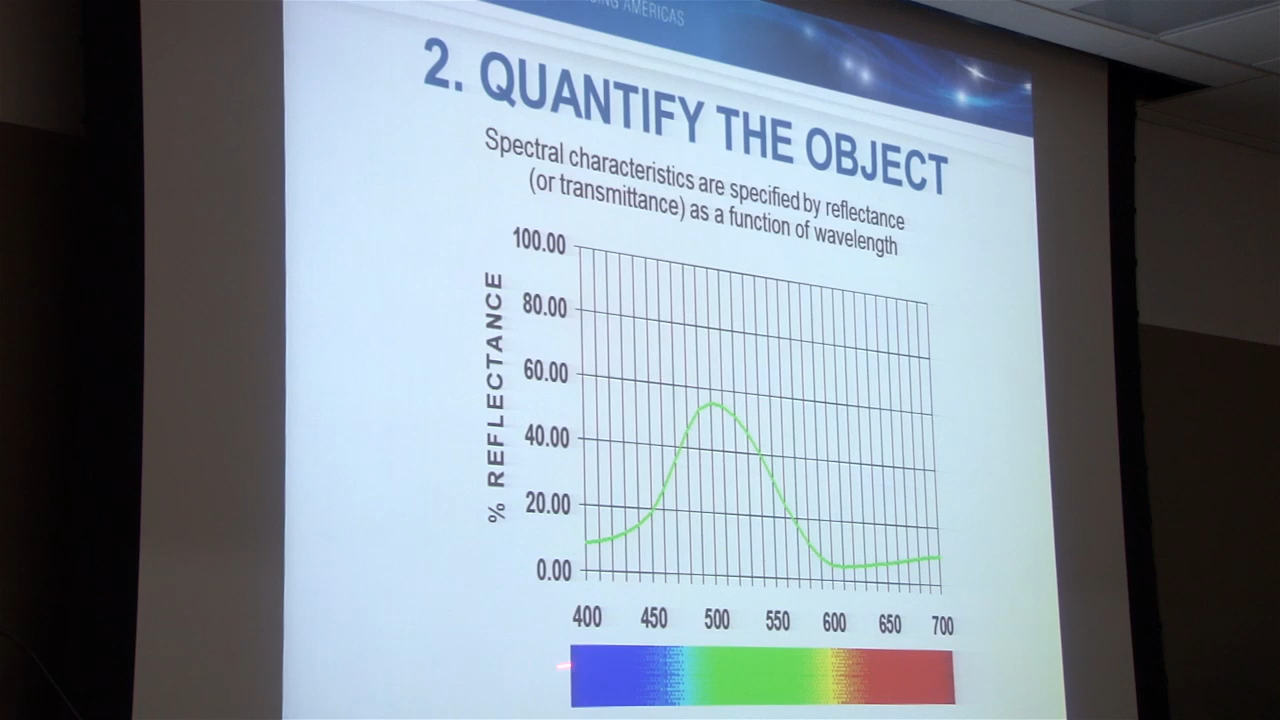 AMERICAS
2. QUANTIFY THE OBJECT
Spectral characteristics are specified by reflectance
(or transmittance) as a function of wavelength
% REFLECTANCE
100.00
80.00
60.00
40.00
20.00
0.00
400 450 500 550 600 650 700